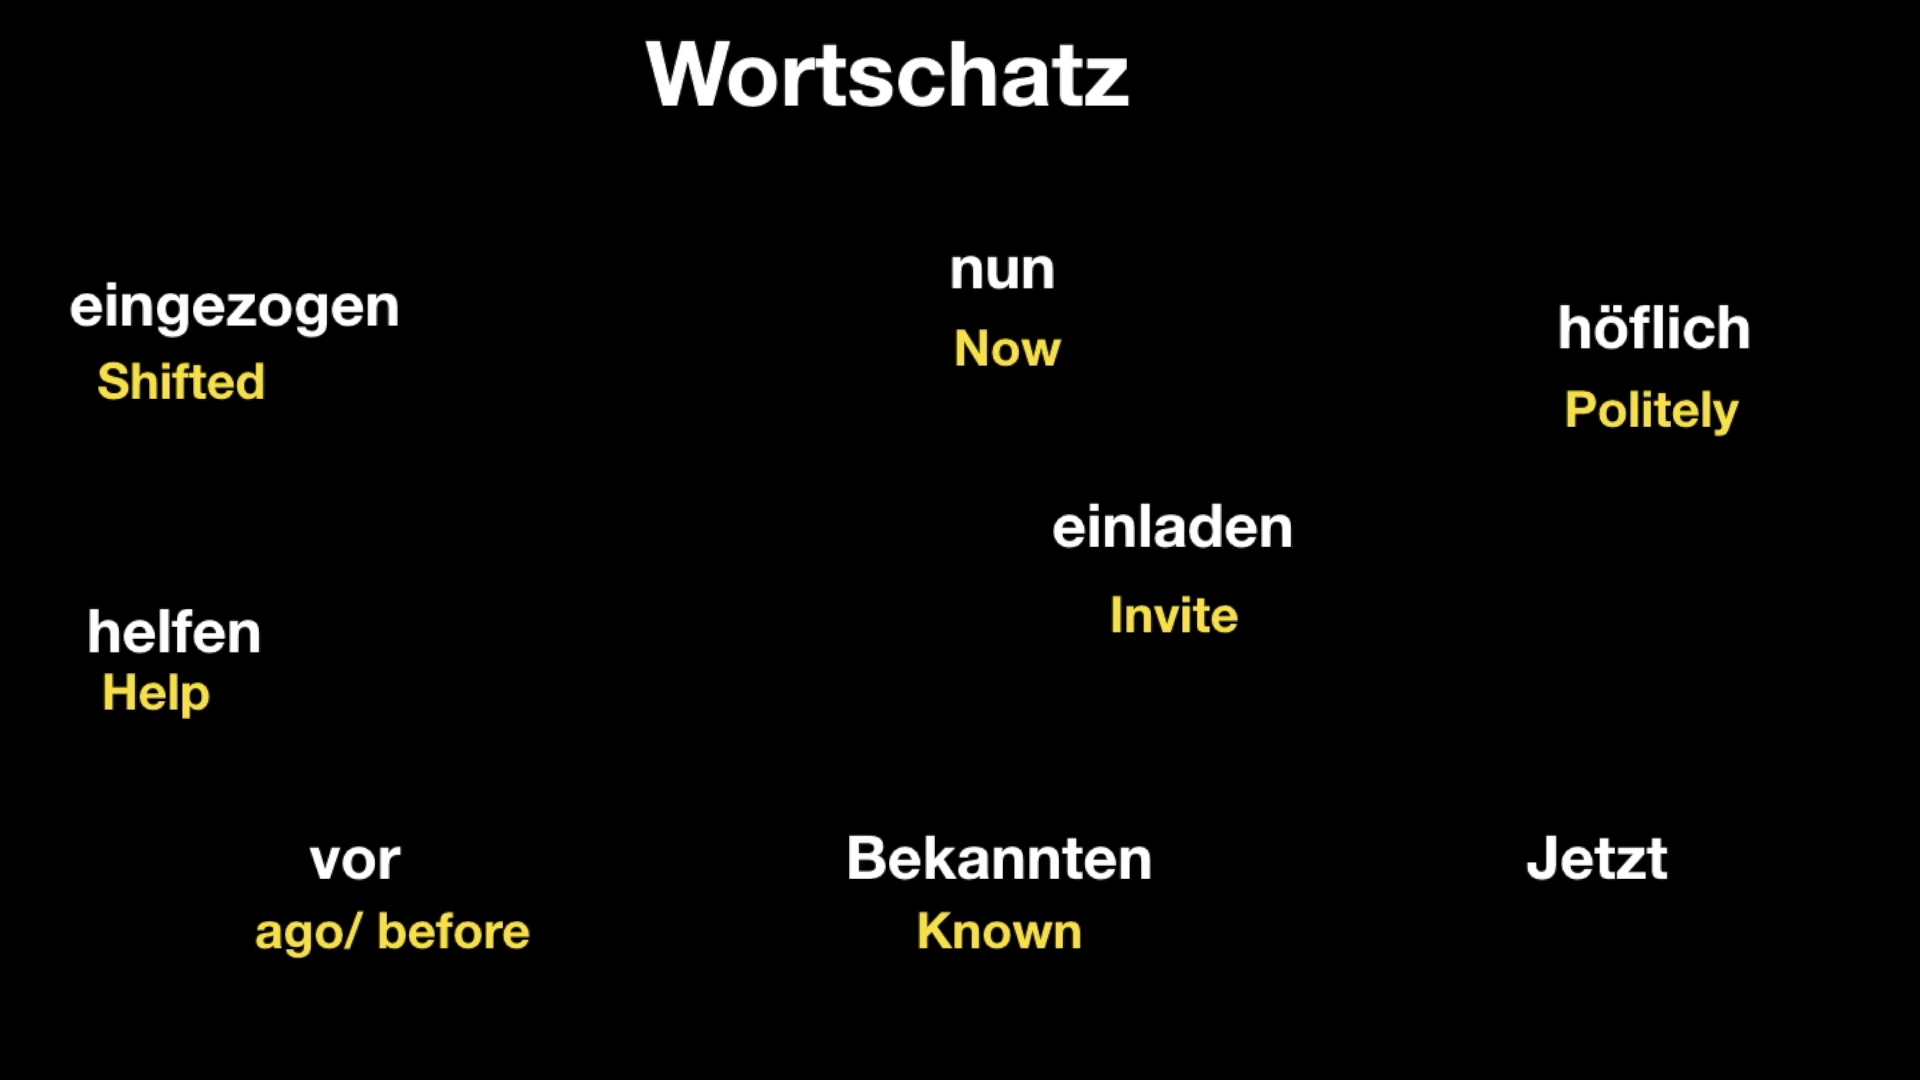 Wortschatz
eingezogen
Shifted
nun
Now
höflich
Politely
einladen
Invite
helfen
Help
vor
ago/ before
Bekannten
Known
Jetzt